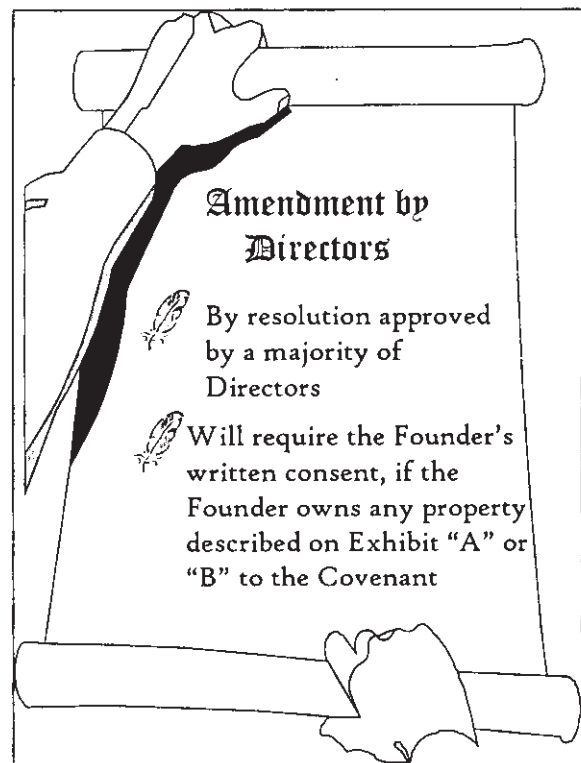 Amendment by
Directors
By resolution approved
by a majority of
Directors
Will require the Founder's
written consent, if the
Founder owns any property
described on Exhibit "A" or
"B" to the Covenant